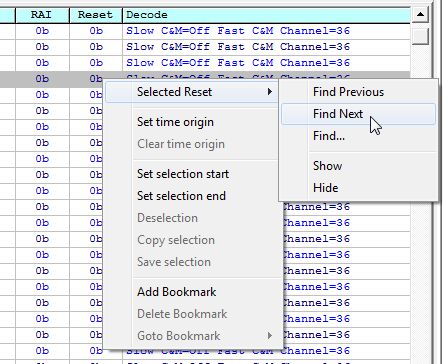 RAI Reset Decode
0b 0b Slow C&M=Off Fast C&M Channel=36
0b 0b Slow C&M=Off Fast C&M Channel=36
0b 0b Slow C&M=Off Fast C&M Channel=36
0b 0b Slow C&M=Off Fast C&M Channel=36
0b 0b
0b 0b
0b 0b
0b 0b
0b 0b
0b 0b
0b 0b
0b 0b Channel=36
0b 0b Channel=36
0b 0b Channel=36
0b 0b Channel=36
0b 0b Channel=36
0b 0b Channel=36
0b 0b Channel=36
0b 0b Channel=36
0b 0b Channel=36
0b 0b Slow C&M=Off Fast C&M Channel=36
Selected Reset
Set time origin
Clear time origin
Set selection start
Set selection end
Deselection
Copy selection
Save selection
Add Bookmark
Delete Bookmark
Goto Bookmark
Find Previous
Find Next
Find...
Show
Hide